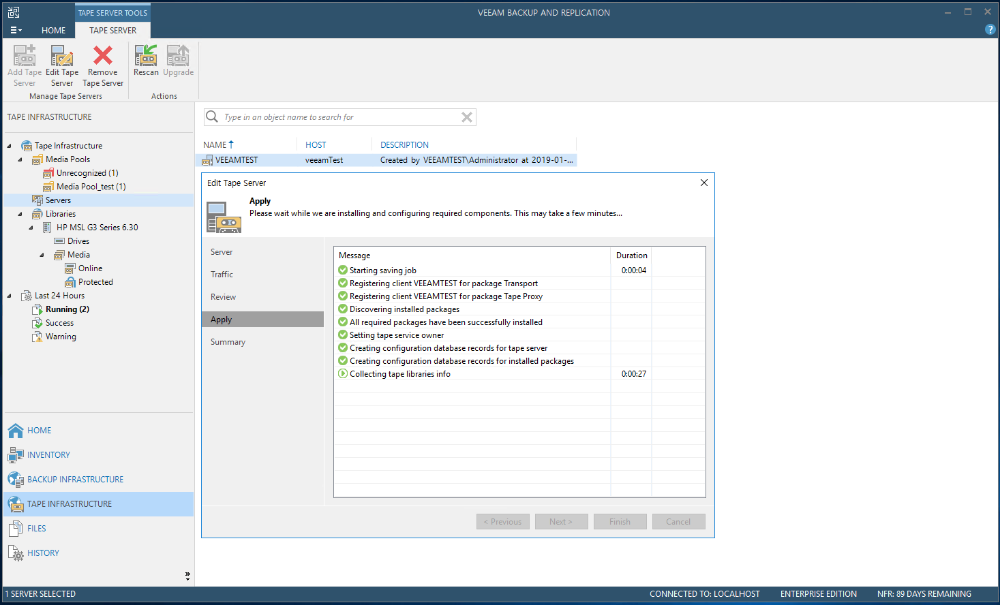 TAPE SERVER TOOLS
VEEAM BACKUP AND REPLICATION
HOME
TAPE SERVER
?
Add Tape Server
Edit Tape Server
Remove Tape Server
Rescan
Upgrade
Manage Tape Servers
Actions
TAPE INFRASTRUCTURE
Tape Infrastructure
Media Pools
Unrecognized (1)
Media Pool_test (1)
Servers
Libraries
HP MSL G3 Series 6.30
Drives
Media
Online
Protected
Last 24 Hours
Running (2)
Success
Warning
HOME
INVENTORY
BACKUP INFRASTRUCTURE
TAPE INFRASTRUCTURE
FILES
HISTORY
Type in an object name to search for
NAME HOST DESCRIPTION
VEEAMTEST veeamTest Created by VEEAMTEST\Administrator at 2019-01-...
Edit Tape Server
Apply
Please wait while we are installing and configuring required components. This may take a few minutes...
Server
Traffic
Review
Apply
Summary
Message Duration
Starting saving job 0:00:04
Registering client VEEAMTEST for package Transport
Registering client VEEAMTEST for package Tape Proxy
Discovering installed packages
All required packages have been successfully installed
Setting tape service owner
Creating configuration database records for tape server
Creating configuration database records for installed packages
Collecting tape libraries info 0:00:27
< Previous Next > Finish Cancel
1 SERVER SELECTED
CONNECTED TO: LOCALHOST ENTERPRISE EDITION NFR: 89 DAYS REMAINING